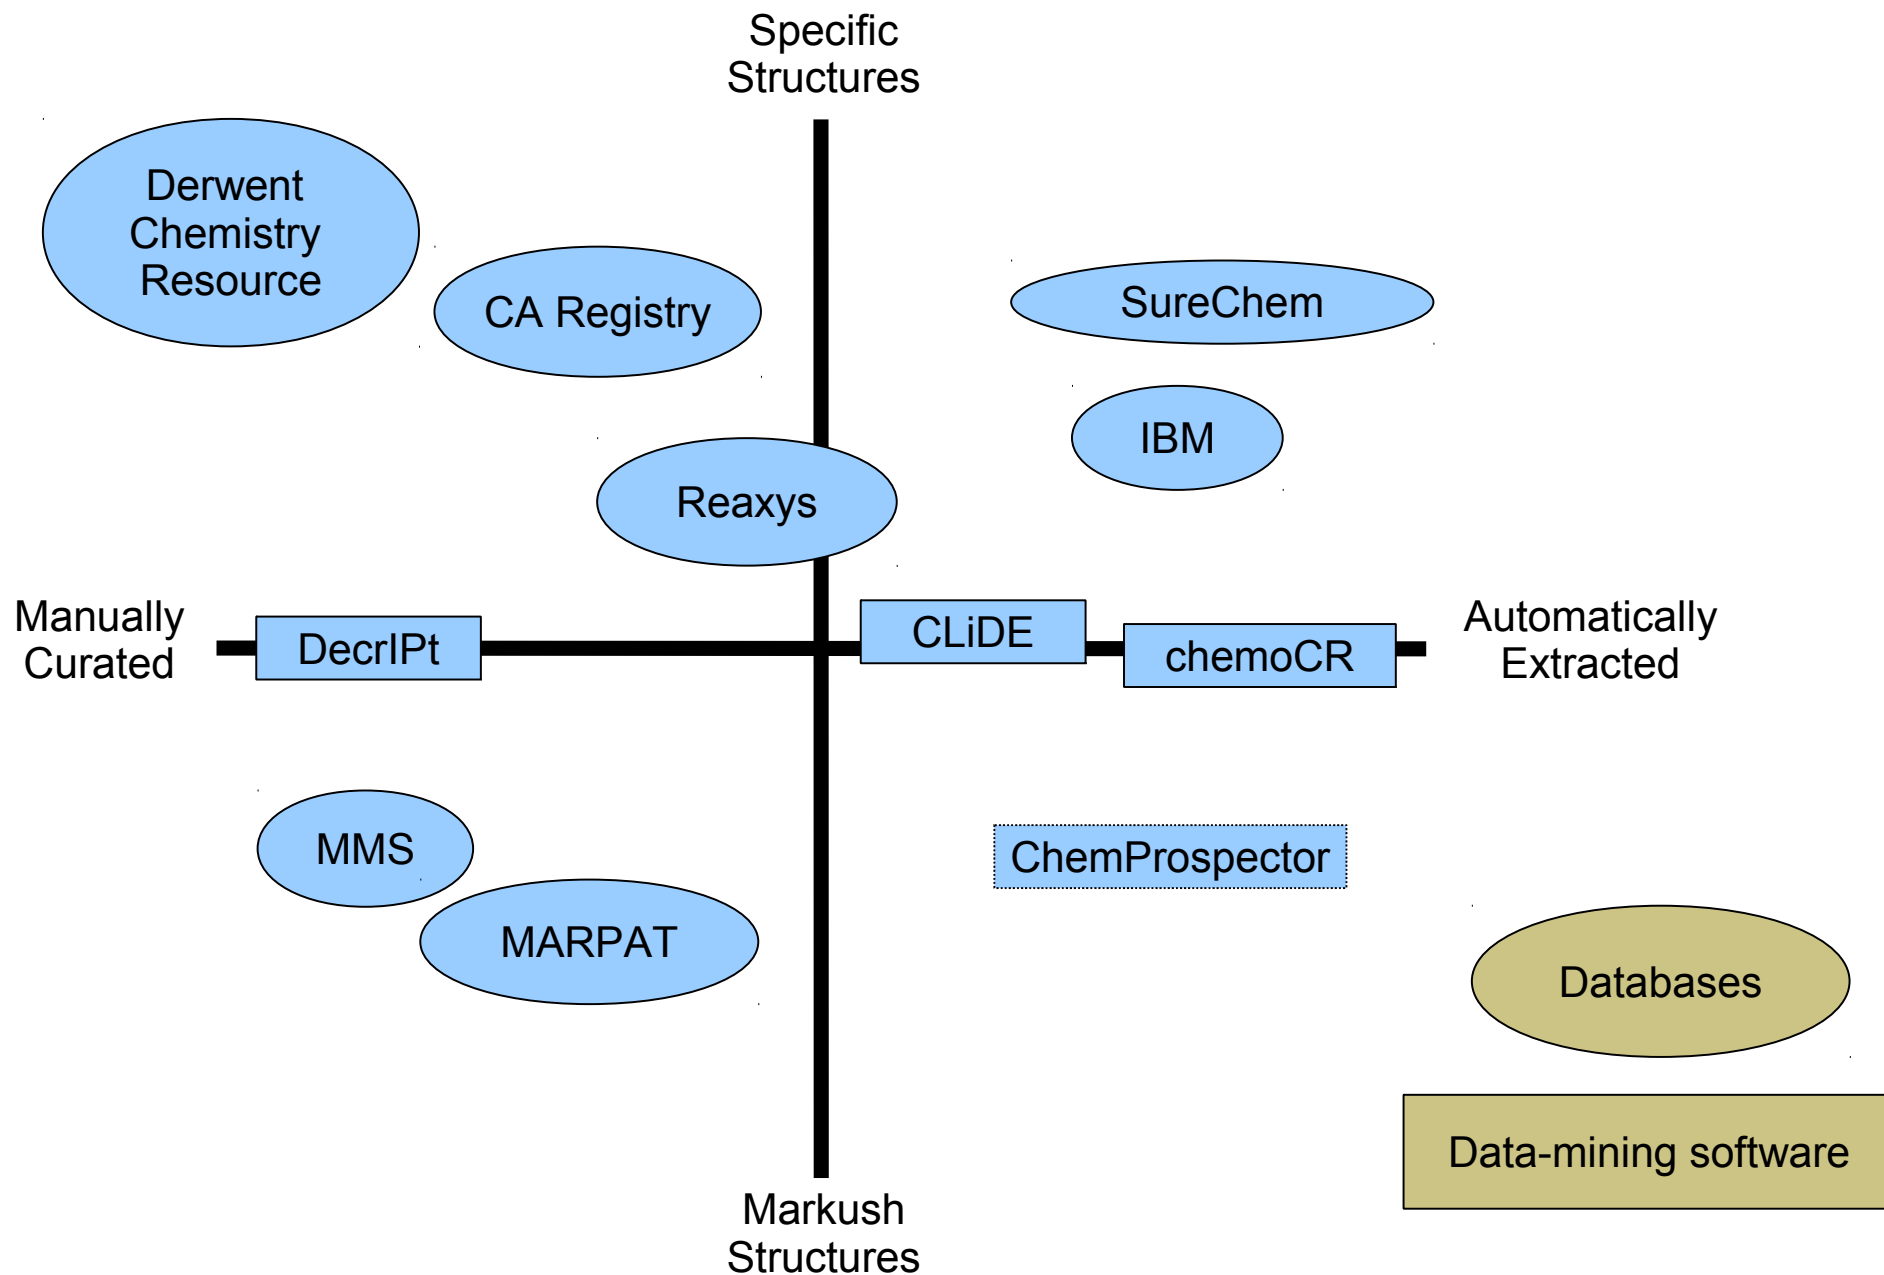 Specific
Structures
Derwent
Chemistry
Resource
CA Registry
SureChem
IBM
Reaxys
Manually
Curated
DecrIPt
CLiDE
chemoCR
Automatically
Extracted
MMS
MARPAT
ChemProspector
Databases
Data-mining software
Markush
Structures